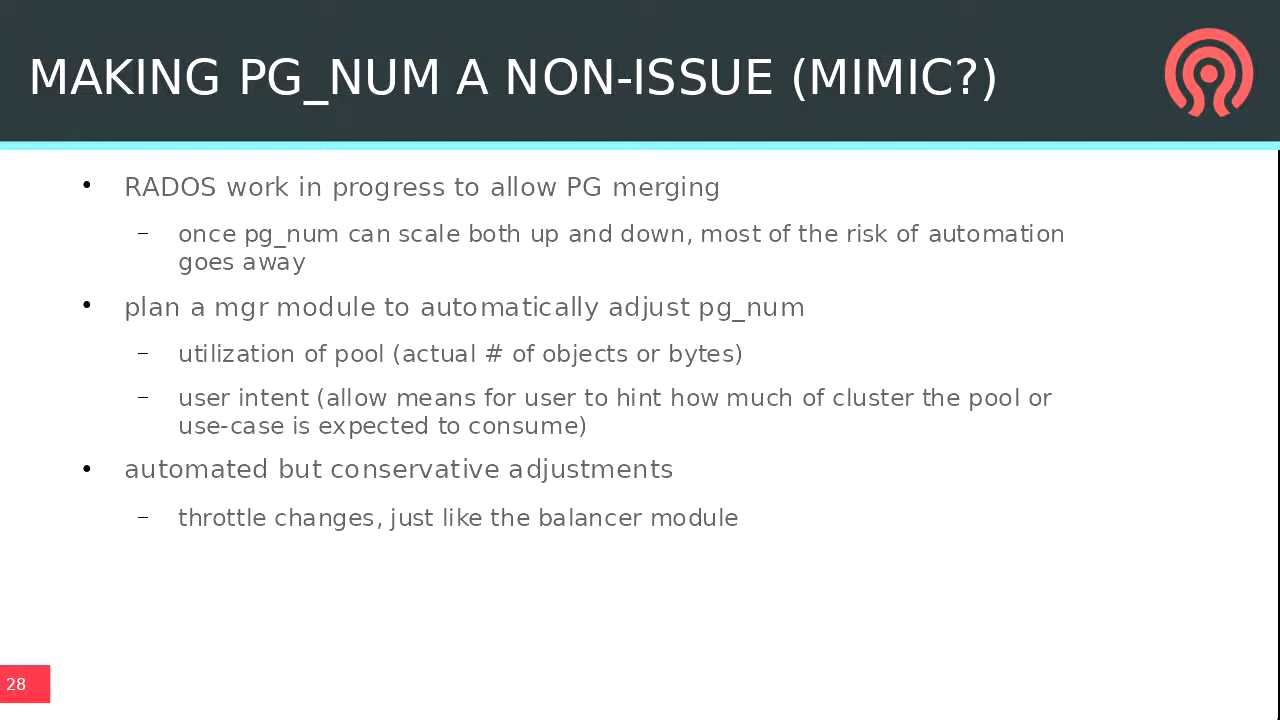 MAKING PG_NUM A NON-ISSUE (MIMIC?)
• RADOS work in progress to allow PG merging
– once pg_num can scale both up and down, most of the risk of automation
goes away
• plan a mgr module to automatically adjust pg_num
– utilization of pool (actual # of objects or bytes)
– user intent (allow means for user to hint how much of cluster the pool or
use-case is expected to consume)
• automated but conservative adjustments
– throttle changes, just like the balancer module
28